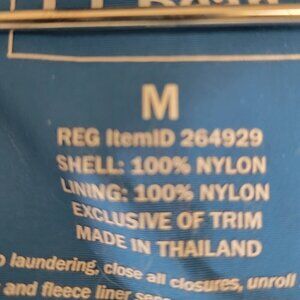 M
REG ItemID 264929
SHELL: 100% NYLON
LINING: 100% NYLON
EXCLUSIVE OF TRIM
MADE IN THAILAND
laundering, close all closures, unroll
and fleece liner